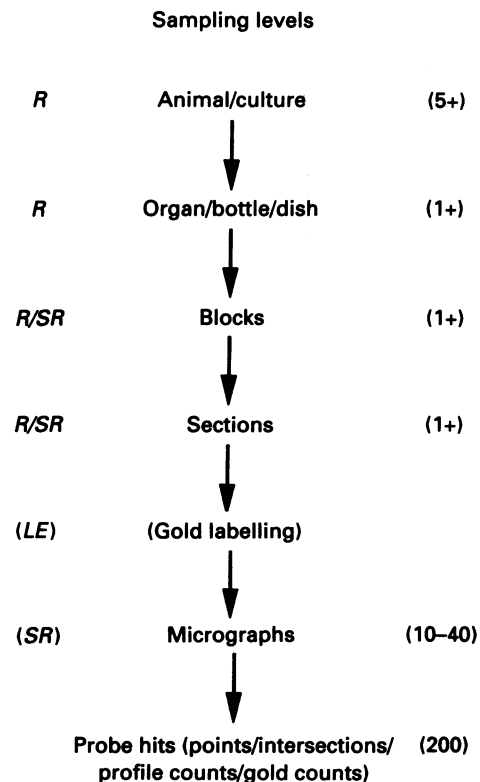 Sampling levels
R Animal/culture (5+)
R Organ/bottle/dish (1+)
R/SR Blocks (1+)
R/SR Sections (1+)
(LE) (Gold labelling)
(SR) Micrographs (10–40)
Probe hits (points/intersections/ (200)
profile counts/gold counts)